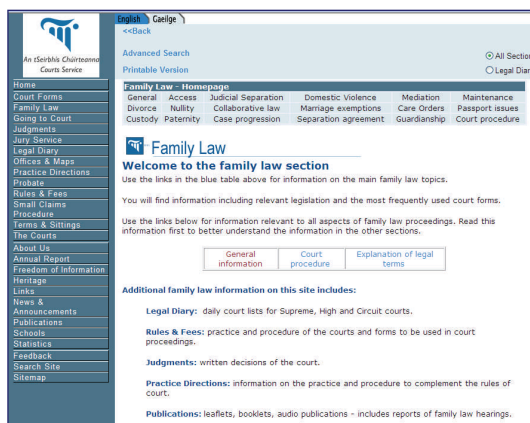 English Gaeilge
<<Back
An tSeirbhís Chúirteanna
Courts Service
Advanced Search
Printable Version
All Section
Legal Diar
Home
Court Forms
Family Law
Going to Court
Judgments
Jury Service
Legal Diary
Offices & Maps
Practice Directions
Probate
Rules & Fees
Small Claims
Procedure
Terms & Sittings
The Courts
About Us
Annual Report
Freedom of Information
Heritage
Links
News &
Announcements
Publications
Schools
Statistics
Feedback
Search Site
Sitemap
Family Law - Homepage
General Access Judicial Separation Domestic Violence Mediation Maintenance
Divorce Nullity Collaborative law Marriage exemptions Care Orders Passport issues
Custody Paternity Case progression Separation agreement Guardianship Court procedure
Family Law
Welcome to the family law section
Use the links in the blue table above for information on the main family law topics.
You will find information including relevant legislation and the most frequently used court forms.
Use the links below for information relevant to all aspects of family law proceedings. Read this
information first to better understand the information in the other sections.
General Court Explanation of legal
information procedure terms
Additional family law information on this site includes:
Legal Diary: daily court lists for Supreme, High and Circuit courts.
Rules & Fees: practice and procedure of the courts and forms to be used in court
proceedings.
Judgments: written decisions of the court.
Practice Directions: information on the practice and procedure to complement the rules of
court.
Publications: leaflets, booklets, audio publications – includes reports of family law hearings.